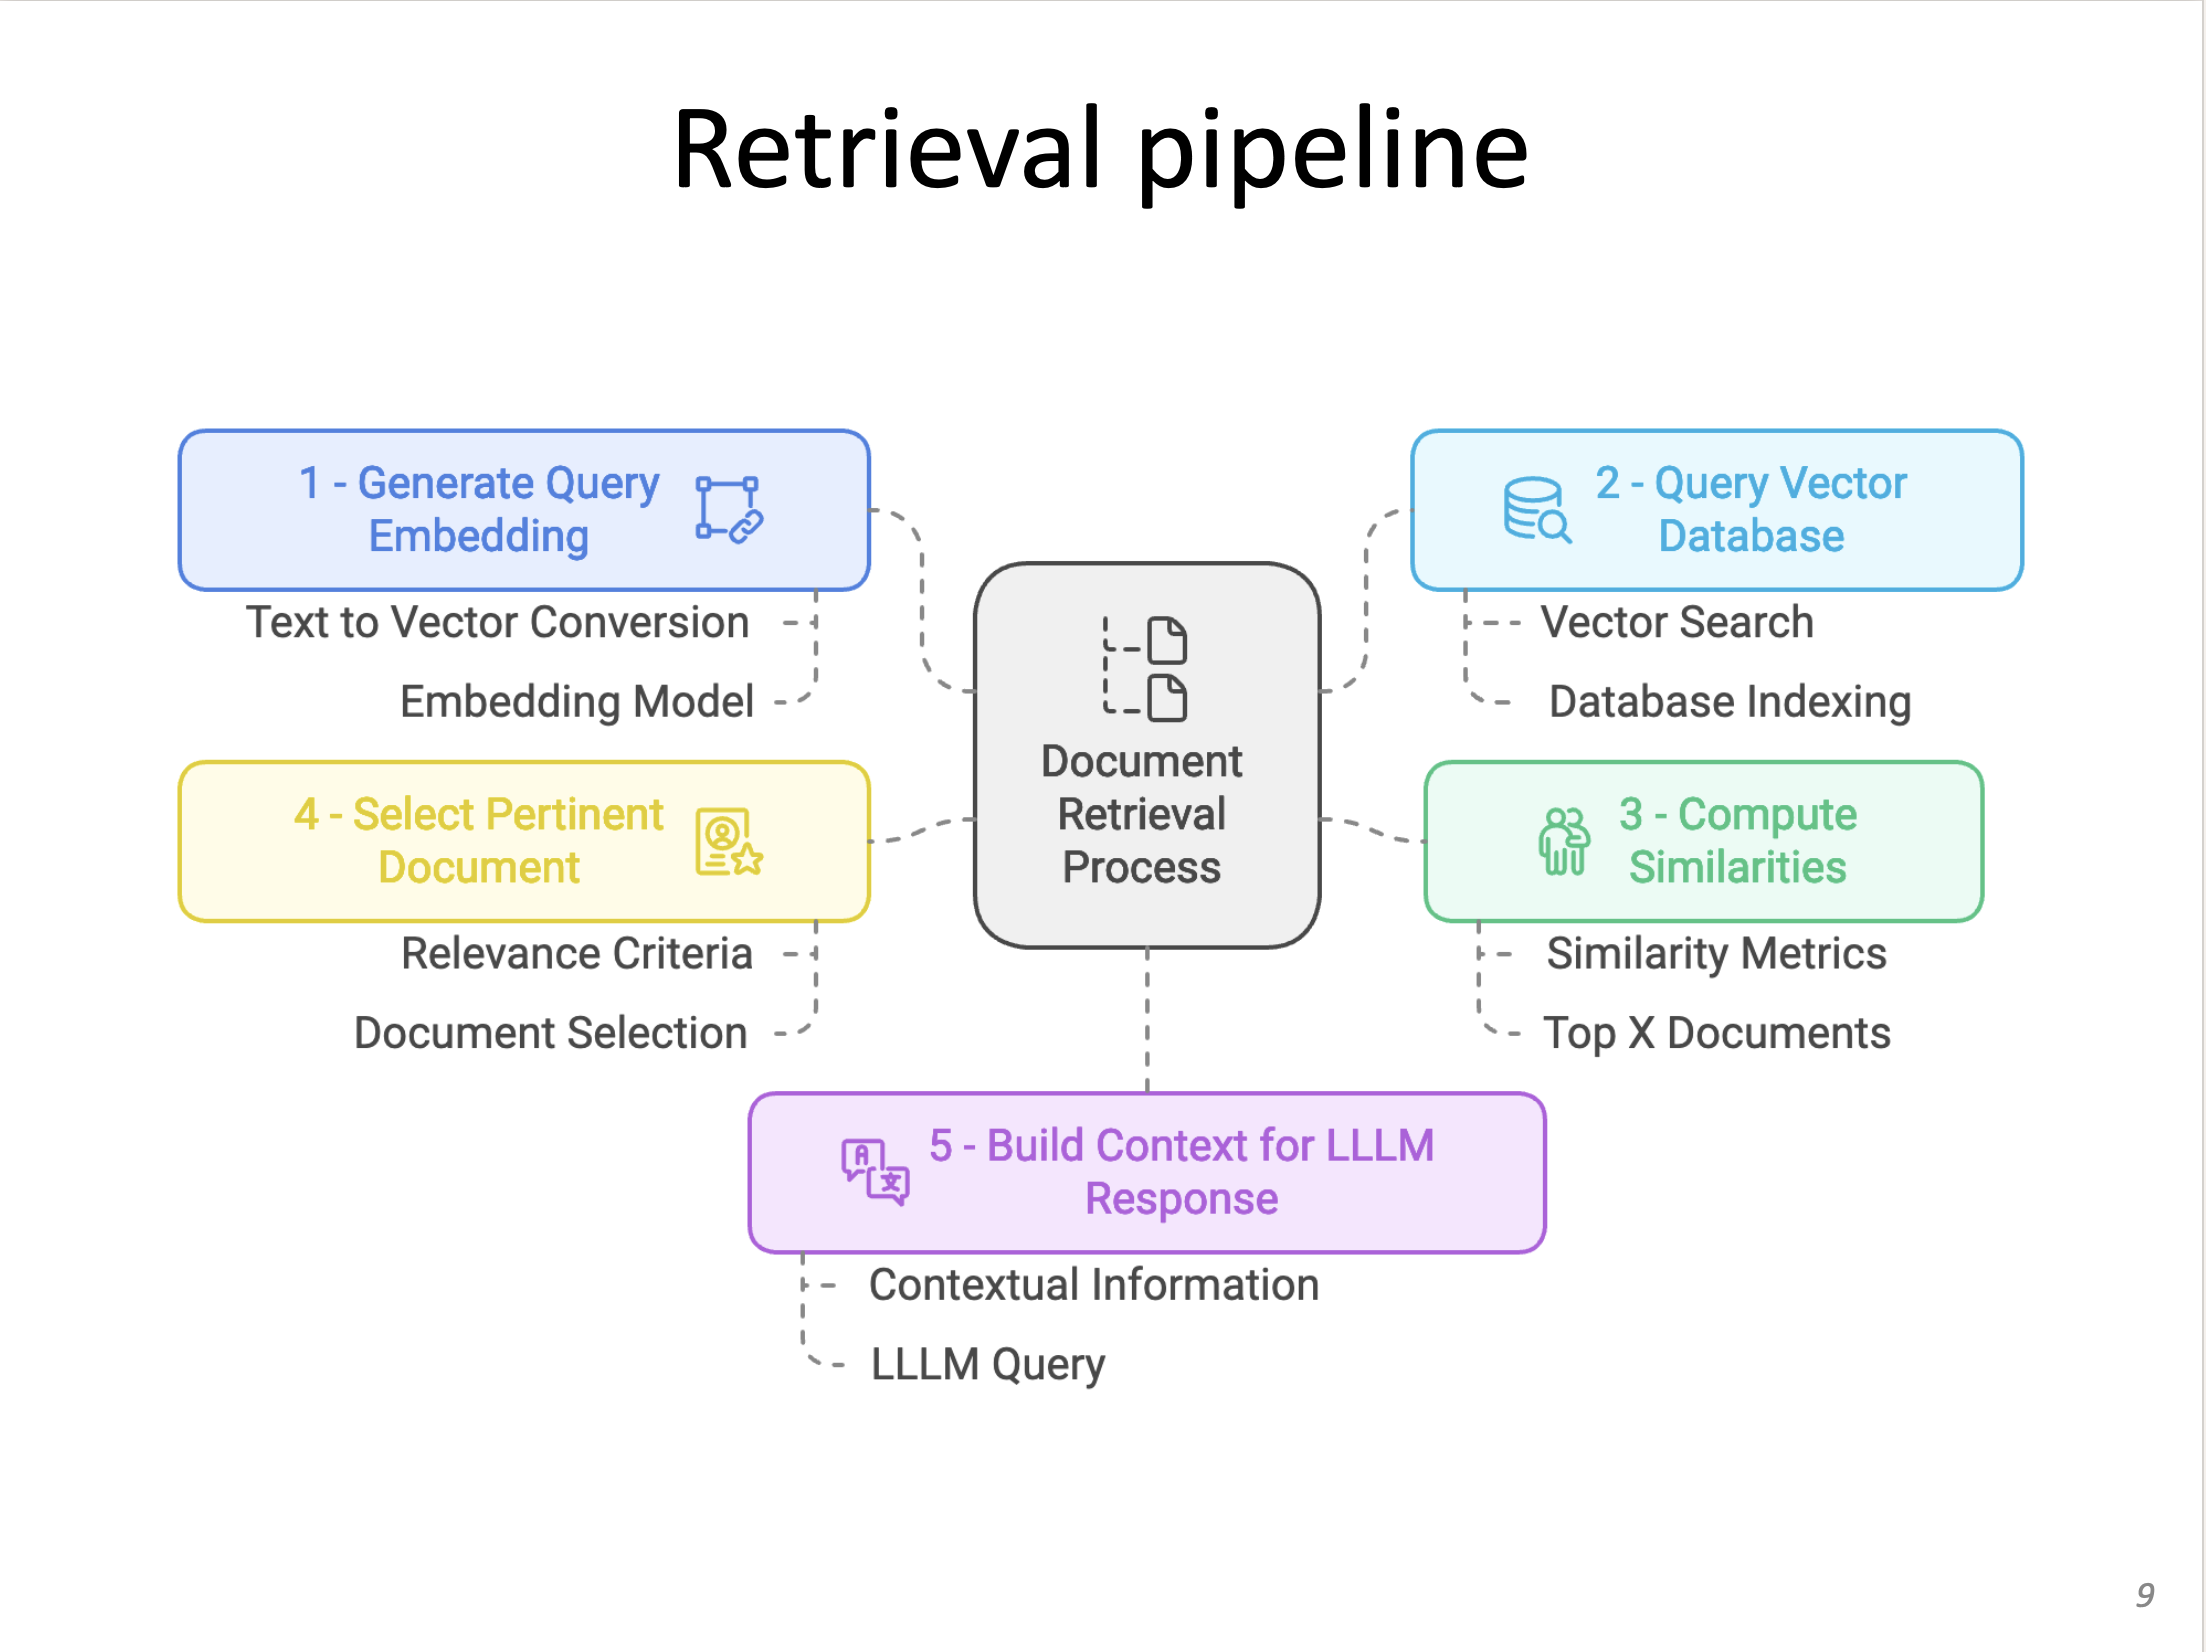 Retrieval pipeline
1 - Generate Query
Embedding
Text to Vector Conversion
Embedding Model
2 - Query Vector
Database
Vector Search
Database Indexing
Document
Retrieval
Process
4 - Select Pertinent
Document
Relevance Criteria
Document Selection
3 - Compute
Similarities
Similarity Metrics
Top X Documents
5 - Build Context for LLLM
Response
Contextual Information
LLLM Query
9